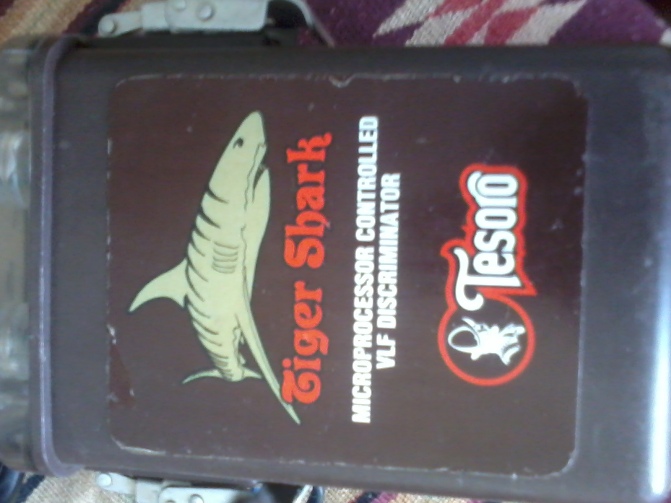 Tiger Shark
MICROPROCESSOR CONTROLLED
VLF DISCRIMINATOR
Tesoro